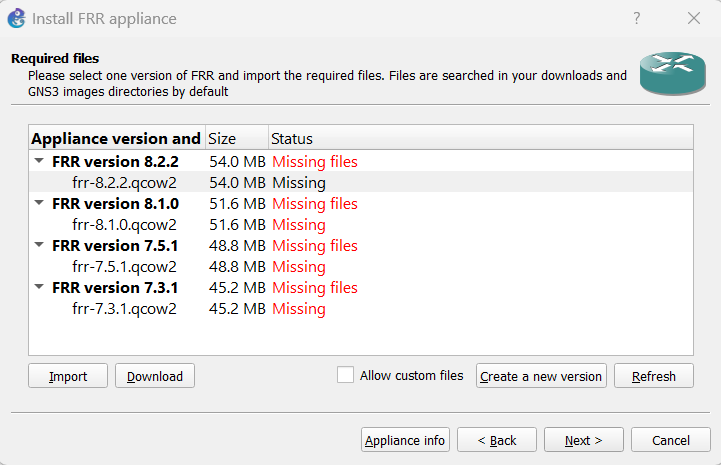 Install FRR appliance
?
Required files
Please select one version of FRR and import the required files. Files are searched in your downloads and
GNS3 images directories by default
Appliance version and Size Status
FRR version 8.2.2 54.0 MB Missing files
frr-8.2.2.qcow2 54.0 MB Missing
FRR version 8.1.0 51.6 MB Missing files
frr-8.1.0.qcow2 51.6 MB Missing
FRR version 7.5.1 48.8 MB Missing files
frr-7.5.1.qcow2 48.8 MB Missing
FRR version 7.3.1 45.2 MB Missing files
frr-7.3.1.qcow2 45.2 MB Missing
Import Download Allow custom files Create a new version Refresh
Appliance info < Back Next > Cancel